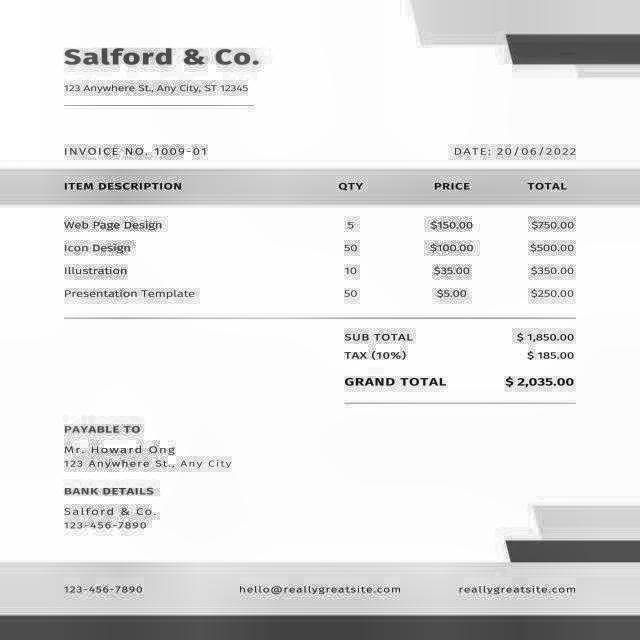 Salford & Co.
123 Anywhere St., Any City, ST 12345
INVOICE NO. 1009-01 DATE: 20/06/2022
ITEM DESCRIPTION QTY PRICE TOTAL
Web Page Design 5 $150.00 $750.00
Icon Design 50 $100.00 $500.00
Illustration 10 $35.00 $350.00
Presentation Template 50 $5.00 $250.00
SUB TOTAL $ 1,850.00
TAX (10%) $ 185.00
GRAND TOTAL $ 2,035.00
PAYABLE TO
Mr. Howard Ong
123 Anywhere St., Any City
BANK DETAILS
Salford & Co.
123-456-7890
123-456-7890 hello@reallygreatsite.com reallygreatsite.com